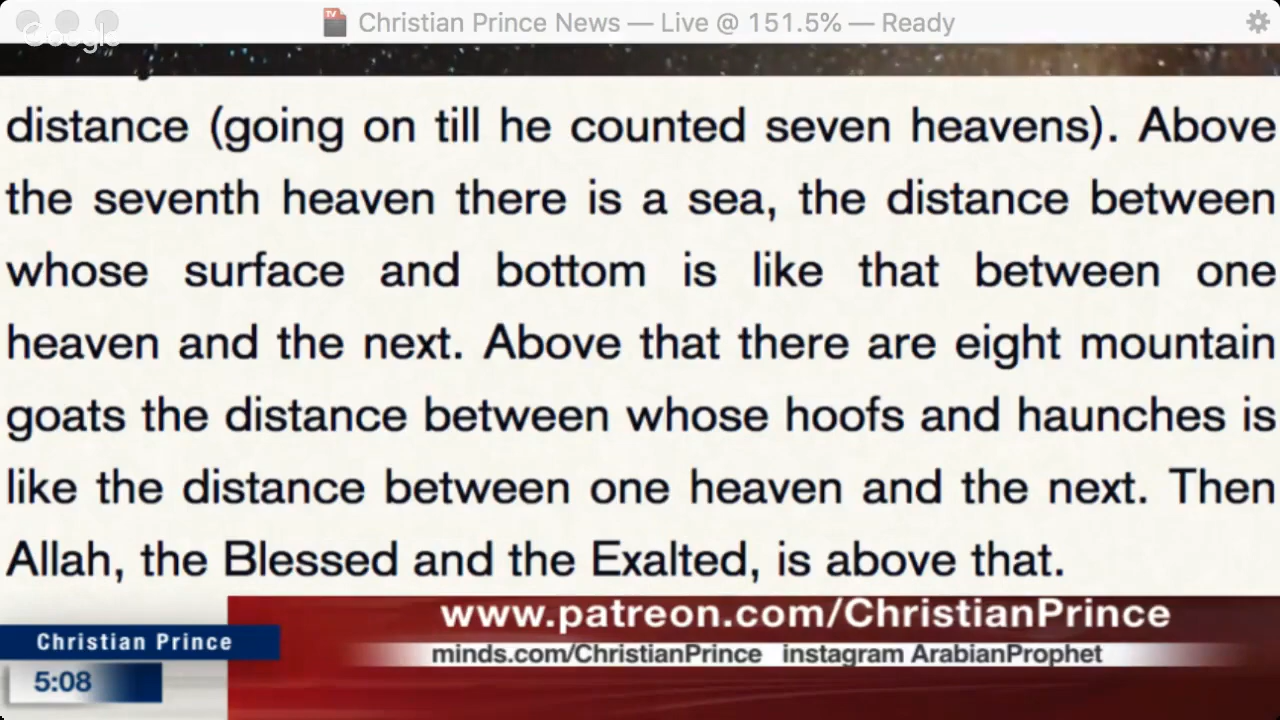 Christian Prince News — Live @ 151.5% — Ready
Google
distance (going on till he counted seven heavens). Above
the seventh heaven there is a sea, the distance between
whose surface and bottom is like that between one
heaven and the next. Above that there are eight mountain
goats the distance between whose hoofs and haunches is
like the distance between one heaven and the next. Then
Allah, the Blessed and the Exalted, is above that.
www.patreon.com/ChristianPrince
Christian Prince
minds.com/ChristianPrince instagram ArabianProphet
5:08